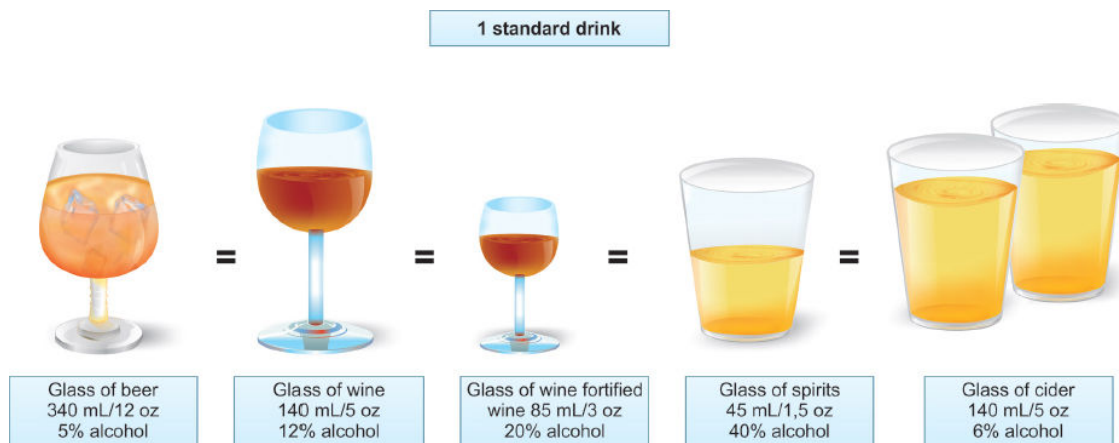 1 standard drink
=
=
=
=
Glass of beer
340 mL/12 oz
5% alcohol
Glass of wine
140 mL/5 oz
12% alcohol
Glass of wine fortified
wine 85 mL/3 oz
20% alcohol
Glass of spirits
45 mL/1,5 oz
40% alcohol
Glass of cider
140 mL/5 oz
6% alcohol